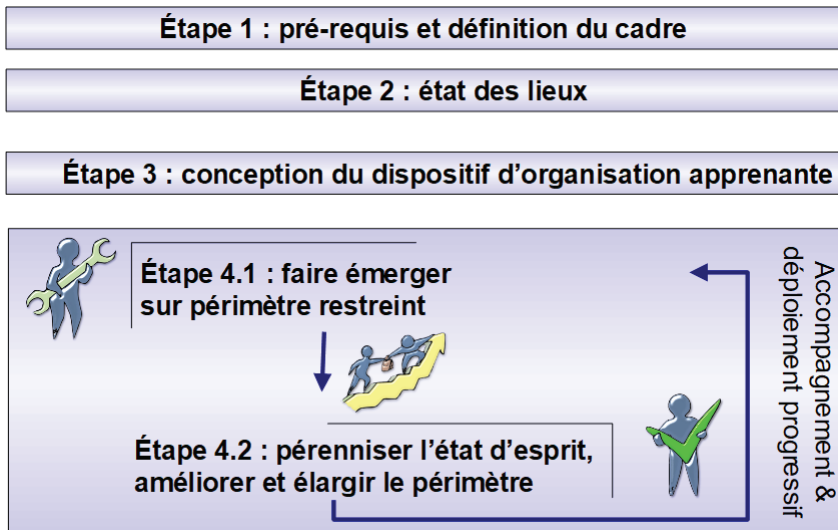 Étape 1 : pré-requis et définition du cadre
Étape 2 : état des lieux
Étape 3 : conception du dispositif d’organisation apprenante
Étape 4.1 : faire émerger
sur périmètre restreint
Étape 4.2 : pérenniser l’état d’esprit,
améliorer et élargir le périmètre
Accompagnement &
déploiement progressif